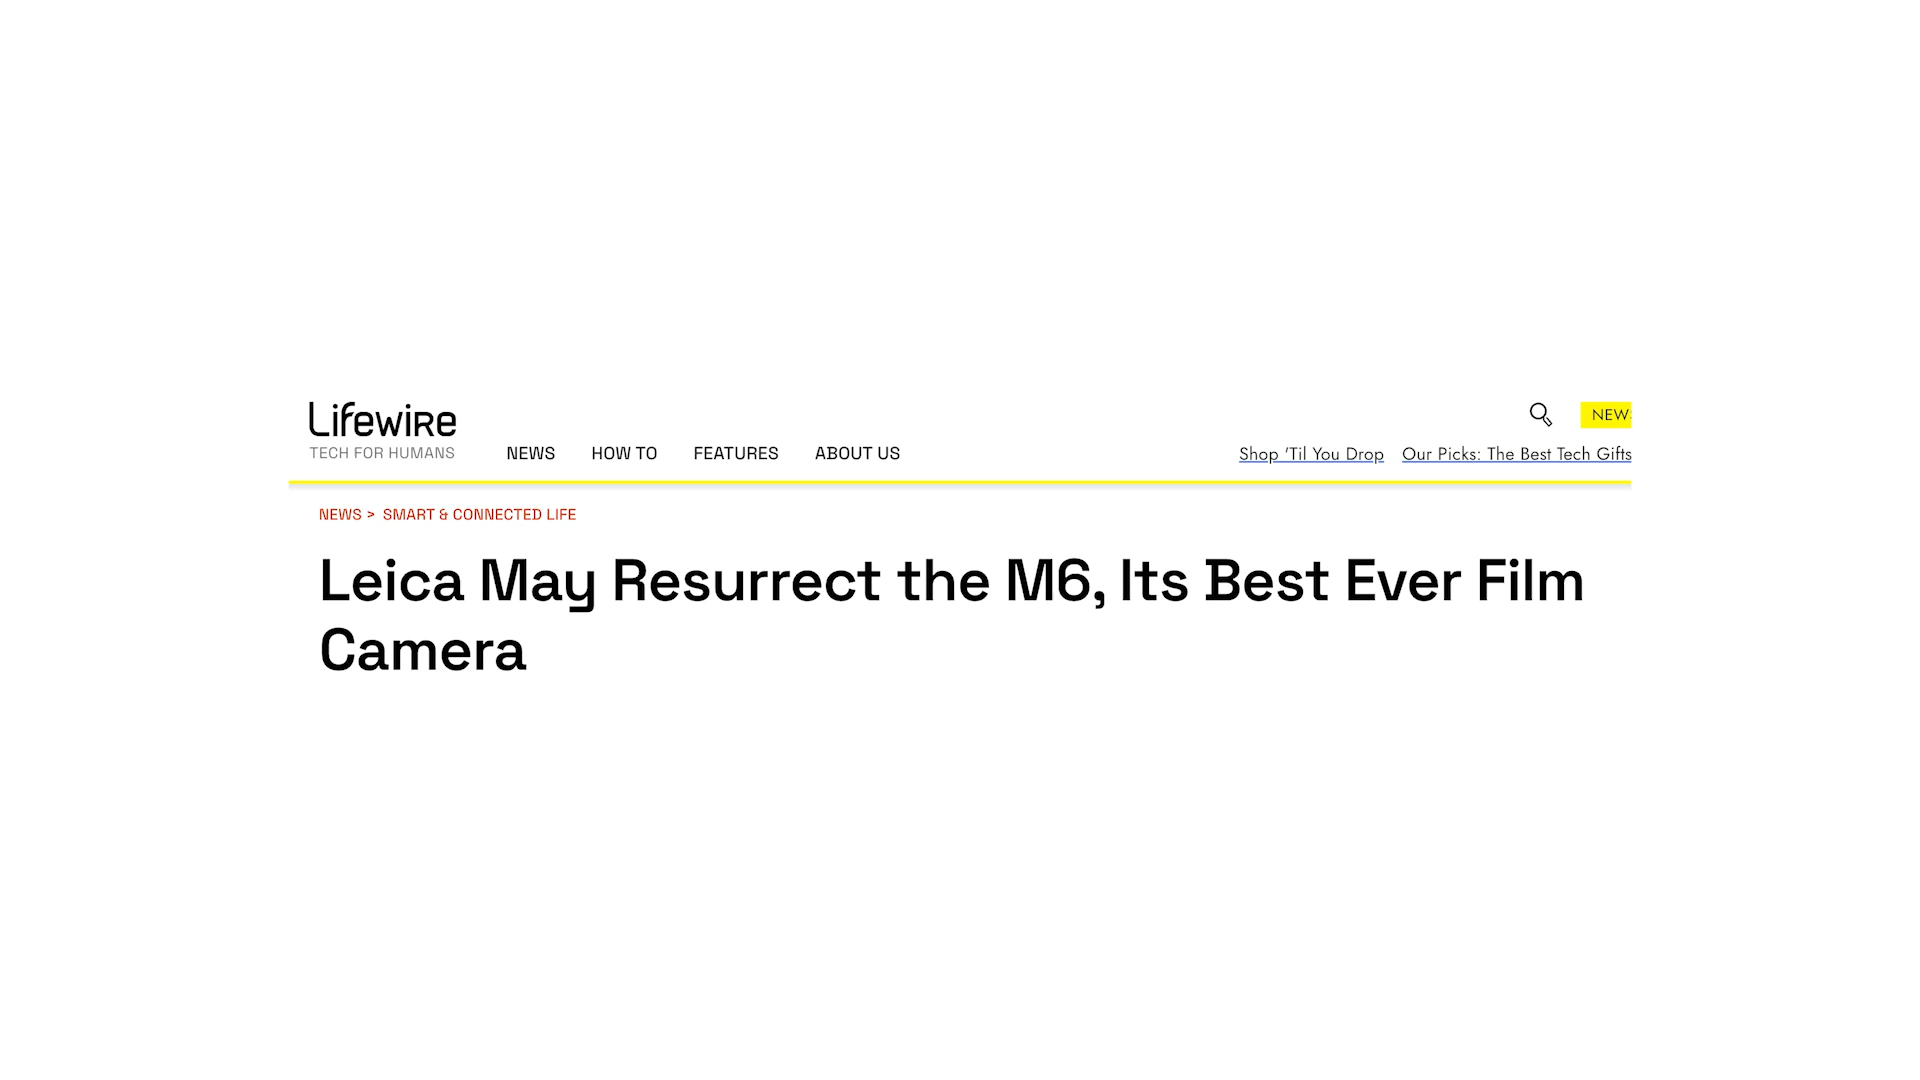 Lifewire
TECH FOR HUMANS
NEWS HOW TO FEATURES ABOUT US
NEW
Shop 'Til You Drop Our Picks: The Best Tech Gifts
NEWS > SMART & CONNECTED LIFE
Leica May Resurrect the M6, Its Best Ever Film
Camera